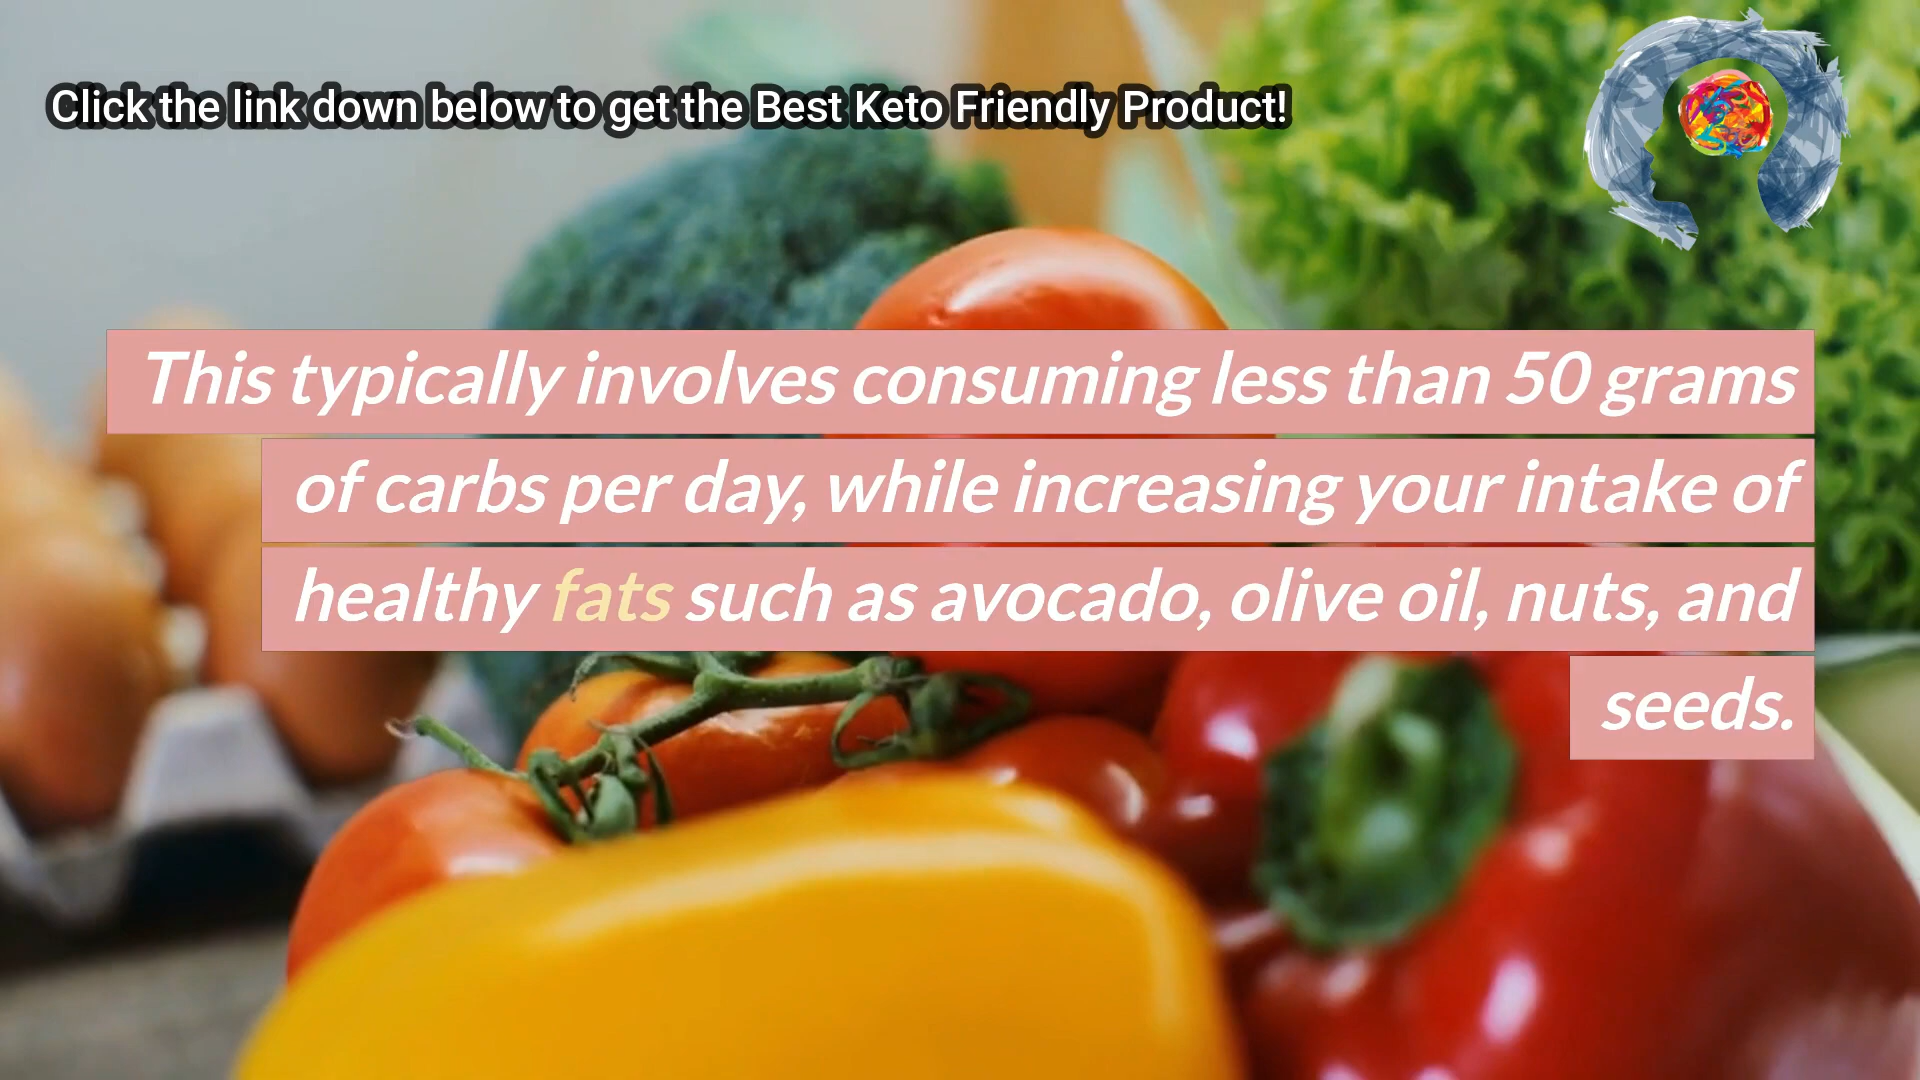 Click the link down below to get the Best Keto Friendly Product!
This typically involves consuming less than 50 grams
of carbs per day, while increasing your intake of
healthy fats such as avocado, olive oil, nuts, and
seeds.